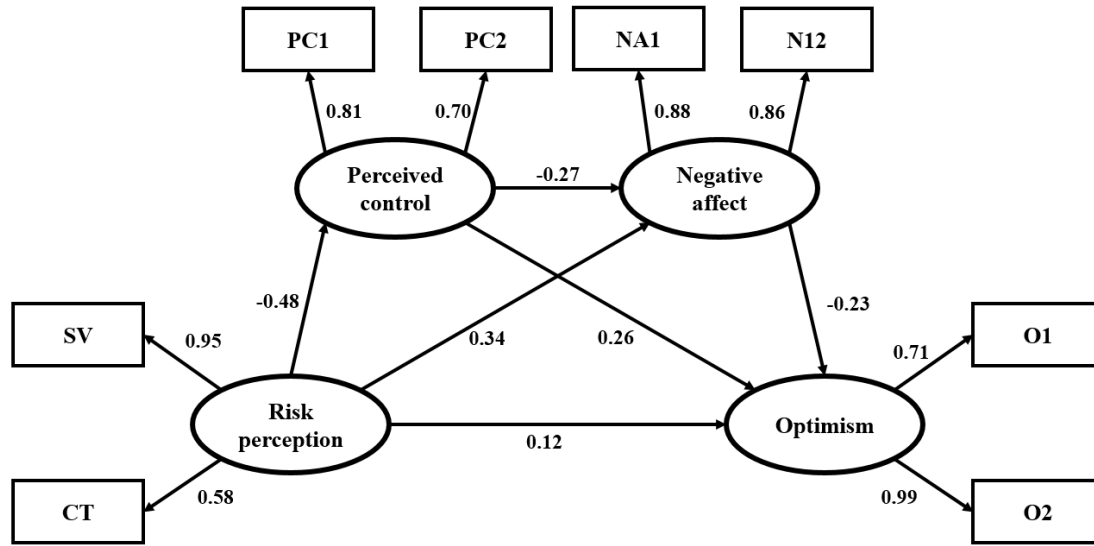 PC1
PC2
NA1
N12
0.81
0.70
0.88
0.86
Perceived
control
-0.27
Negative
affect
SV
0.95
-0.48
0.34
0.26
-0.23
0.71
O1
Risk
perception
0.12
Optimism
CT
0.58
0.99
O2